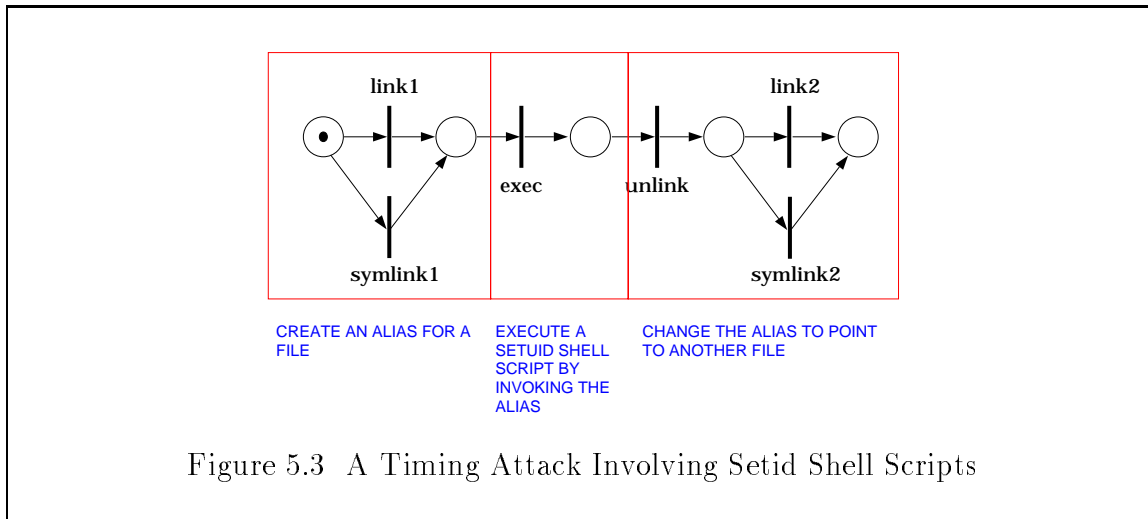 link1
link2
exec
unlink
symlink1
symlink2
CREATE AN ALIAS FOR A
FILE
EXECUTE A
SETUID SHELL
SCRIPT BY
INVOKING THE
ALIAS
CHANGE THE ALIAS TO POINT
TO ANOTHER FILE
Figure 5.3 A Timing Attack Involving Setid Shell Scripts